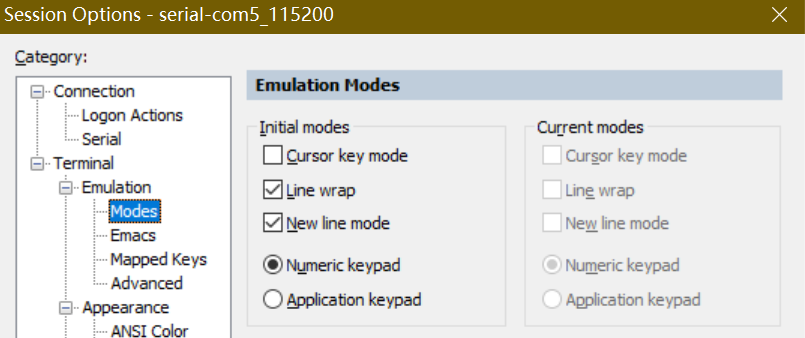 Session Options - serial-com5_115200
Category:
Connection
Logon Actions
Serial
Terminal
Emulation
Modes
Emacs
Mapped Keys
Advanced
Appearance
ANSI Color
Emulation Modes
Initial modes
Cursor key mode
Line wrap
New line mode
Numeric keypad
Application keypad
Current modes
Cursor key mode
Line wrap
New line mode
Numeric keypad
Application keypad